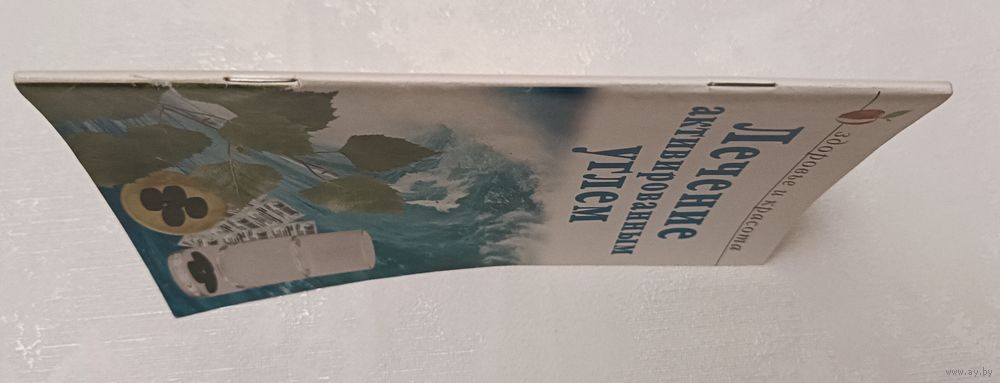 здоровье и красота
Лечение
активированным
углем
www.ay.by